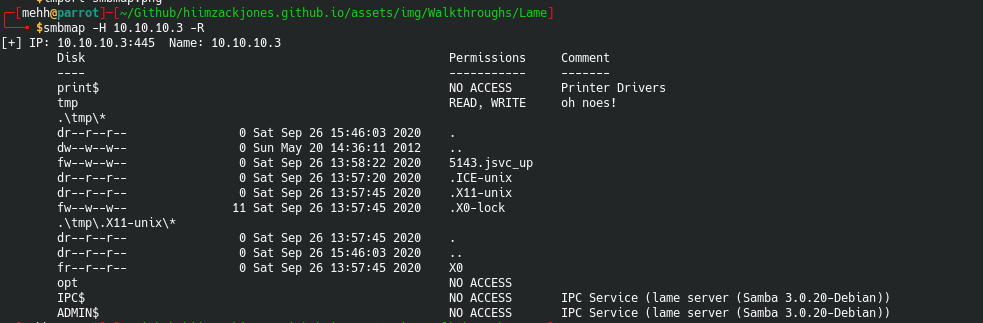 [mehh@parrot]-[~/Github/hiimzackjones.github.io/assets/img/Walkthroughs/Lame]
$smbmap -H 10.10.10.3 -R
[+] IP: 10.10.10.3:445  Name: 10.10.10.3
Disk Permissions Comment
---- ----------- -------
print$ NO ACCESS Printer Drivers
tmp READ, WRITE oh noes!
.\tmp\*
dr--r--r-- 0 Sat Sep 26 15:46:03 2020 .
dw--w--w-- 0 Sun May 20 14:36:11 2012 ..
fw--w--w-- 0 Sat Sep 26 13:58:22 2020 5143.jsvc_up
dr--r--r-- 0 Sat Sep 26 13:57:20 2020 .ICE-unix
dr--r--r-- 0 Sat Sep 26 13:57:45 2020 .X11-unix
fw--w--w-- 11 Sat Sep 26 13:57:45 2020 .X0-lock
.\tmp\.X11-unix\*
dr--r--r-- 0 Sat Sep 26 13:57:45 2020 .
dr--r--r-- 0 Sat Sep 26 15:46:03 2020 ..
fr--r--r-- 0 Sat Sep 26 13:57:45 2020 X0
opt NO ACCESS
IPC$ NO ACCESS IPC Service (lame server (Samba 3.0.20-Debian))
ADMIN$ NO ACCESS IPC Service (lame server (Samba 3.0.20-Debian))